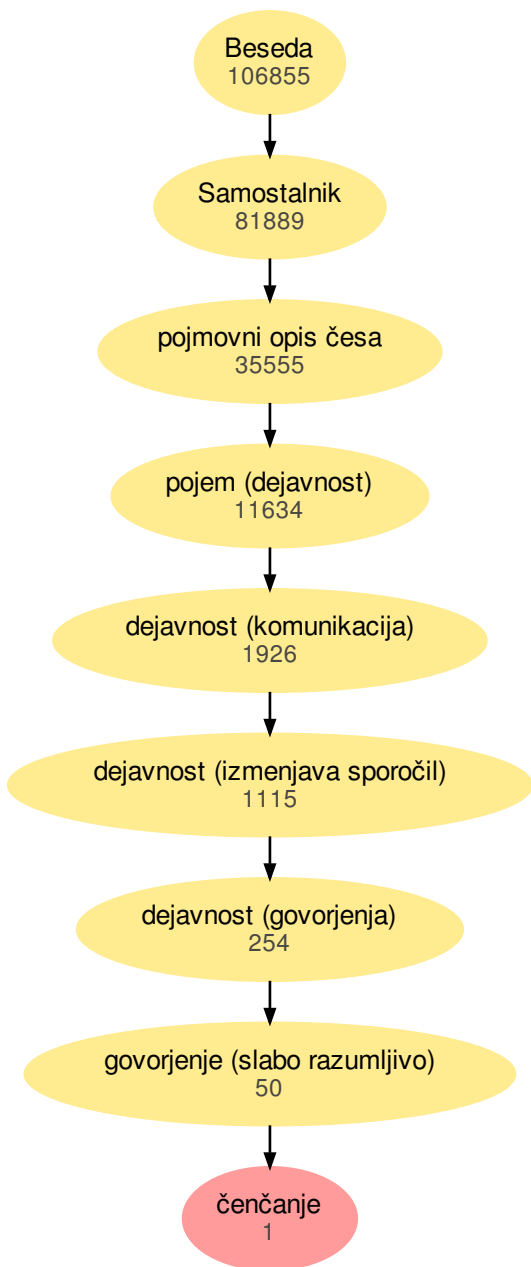 Beseda
106855
Samostalnik
81889
pojmovni opis česa
35555
pojem (dejavnost)
11634
dejavnost (komunikacija)
1926
dejavnost (izmenjava sporočil)
1115
dejavnost (govorjenja)
254
govorjenje (slabo razumljivo)
50
čenčanje
1